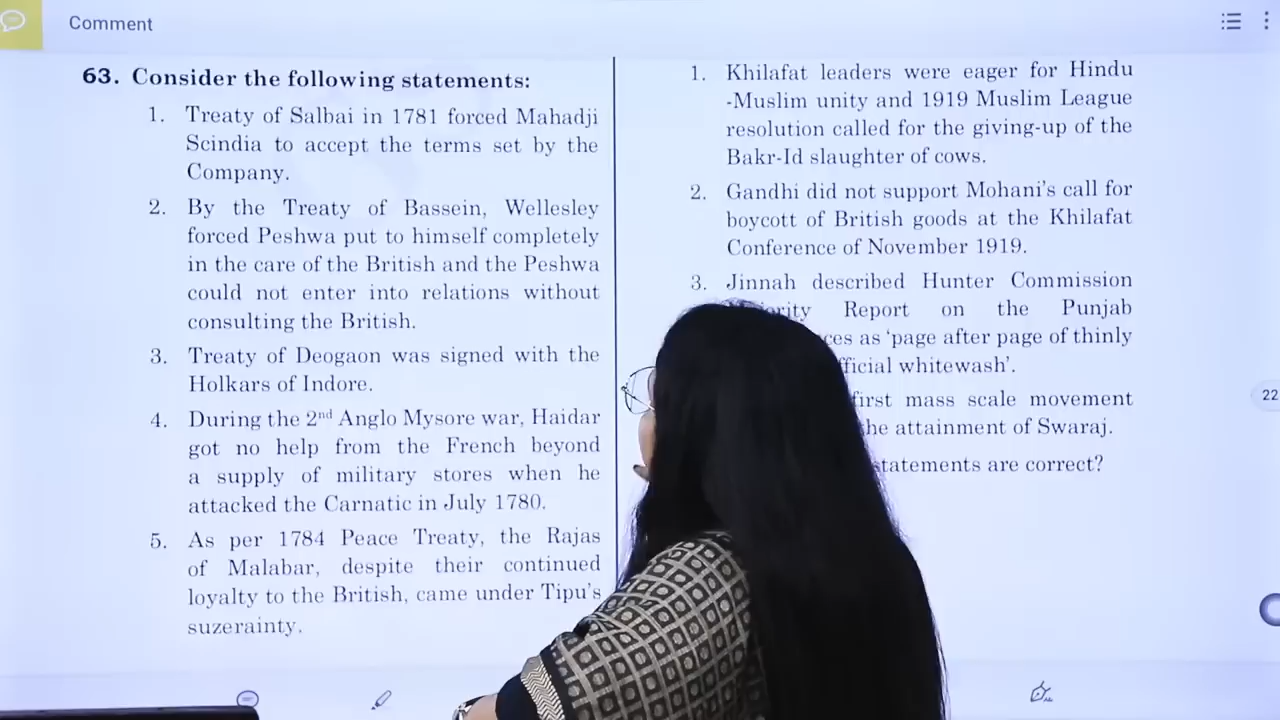 Comment
63. Consider the following statements:
1. Treaty of Salbai in 1781 forced Mahadji
Scindia to accept the terms set by the
Company.
2. By the Treaty of Bassein, Wellesley
forced Peshwa put to himself completely
in the care of the British and the Peshwa
could not enter into relations without
consulting the British.
3. Treaty of Deogaon was signed with the
Holkars of Indore.
4. During the 2nd Anglo Mysore war, Haidar
got no help from the French beyond
a supply of military stores when he
attacked the Carnatic in July 1780.
5. As per 1784 Peace Treaty, the Rajas
of Malabar, despite their continued
loyalty to the British, came under Tipu's
suzerainty.
1. Khilafat leaders were eager for Hindu
-Muslim unity and 1919 Muslim League
resolution called for the giving-up of the
Bakr-Id slaughter of cows.
2. Gandhi did not support Mohani's call for
boycott of British goods at the Khilafat
Conference of November 1919.
3. Jinnah described Hunter Commission
Report on the Punjab
as 'page after page of thinly
whitewash'.
first mass scale movement
the attainment of Swaraj.
statements are correct?
22